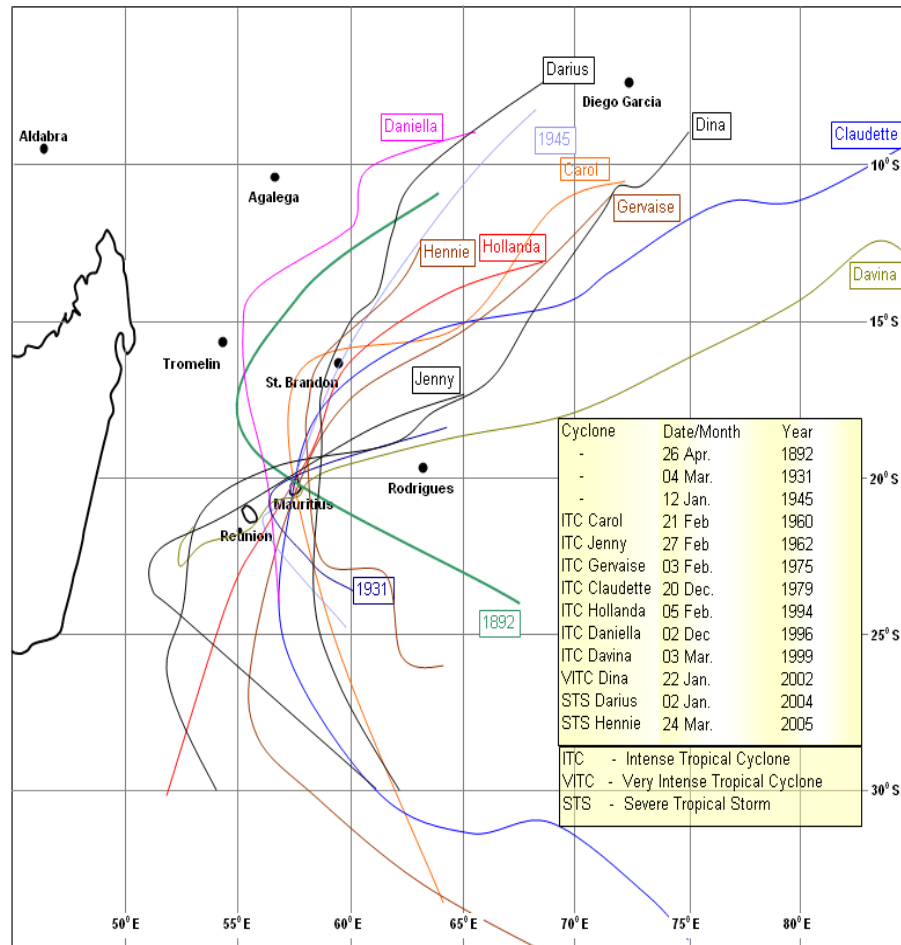 Darius
Diego Garcia
Dina
Aldabra
Daniella
1945
Claudette
10° S
Carol
Agalega
Gervaise
Hennie
Hollanda
Davina
15° S
Tromelin
St. Brandon
Jenny
Cyclone Date/Month Year
- 26 Apr. 1892
- 04 Mar. 1931
- 12 Jan. 1945
ITC Carol 21 Feb 1960
ITC Jenny 27 Feb 1962
ITC Gervaise 03 Feb. 1975
ITC Claudette 20 Dec. 1979
ITC Hollanda 05 Feb. 1994
ITC Daniella 02 Dec 1996
ITC Davina 03 Mar. 1999
VITC Dina 22 Jan. 2002
STS Darius 02 Jan. 2004
STS Hennie 24 Mar. 2005
ITC - Intense Tropical Cyclone
VITC - Very Intense Tropical Cyclone
STS - Severe Tropical Storm
20° S
Rodrigues
Mauritius
Reunion
1931
1892
25° S
30° S
50° E 55° E 60° E 65° E 70° E 75° E 80° E